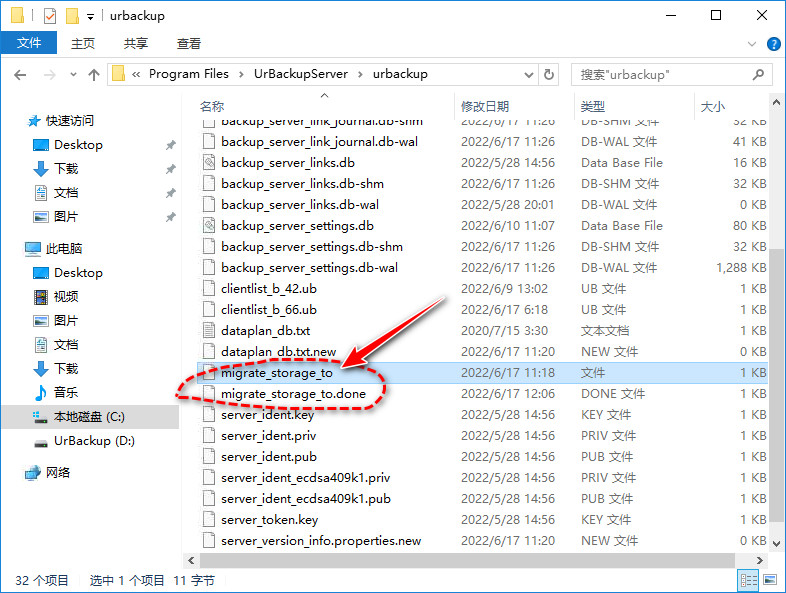 urbackup
文件 主页 共享 查看
« Program Files › UrBackupServer › urbackup 搜索"urbackup"
名称 修改日期 类型 大小
快速访问
Desktop
下载
文档
图片
此电脑
Desktop
视频
图片
文档
下载
音乐
本地磁盘 (C:)
UrBackup (D:)
网络
backup_server_link_journal.db-shm 2022/6/17 11:26 DB-SHM 文件 32 KB
backup_server_link_journal.db-wal 2022/6/17 11:26 DB-WAL 文件 41 KB
backup_server_links.db 2022/5/28 14:56 Data Base File 16 KB
backup_server_links.db-shm 2022/6/17 11:26 DB-SHM 文件 32 KB
backup_server_links.db-wal 2022/5/28 20:01 DB-WAL 文件 0 KB
backup_server_settings.db 2022/6/10 11:07 Data Base File 80 KB
backup_server_settings.db-shm 2022/6/17 11:26 DB-SHM 文件 32 KB
backup_server_settings.db-wal 2022/6/17 11:26 DB-WAL 文件 1,288 KB
clientlist_b_42.ub 2022/6/9 13:02 UB 文件 1 KB
clientlist_b_66.ub 2022/6/17 6:18 UB 文件 1 KB
dataplan_db.txt 2020/7/15 3:30 文本文档 1 KB
dataplan_db.txt.new 2022/6/17 11:20 NEW 文件 1 KB
migrate_storage_to 2022/6/17 11:18 文件 1 KB
migrate_storage_to.done 2022/6/17 12:06 DONE 文件 1 KB
server_ident.key 2022/5/28 14:56 KEY 文件 1 KB
server_ident.priv 2022/5/28 14:56 PRIV 文件 1 KB
server_ident.pub 2022/5/28 14:56 PUB 文件 1 KB
server_ident_ecdsa409k1.priv 2022/5/28 14:56 PRIV 文件 1 KB
server_ident_ecdsa409k1.pub 2022/5/28 14:56 PUB 文件 1 KB
server_token.key 2022/5/28 14:56 KEY 文件 1 KB
server_version_info.properties.new 2022/6/17 11:20 NEW 文件 0 KB
32 个项目 选中 1 个项目 11 字节